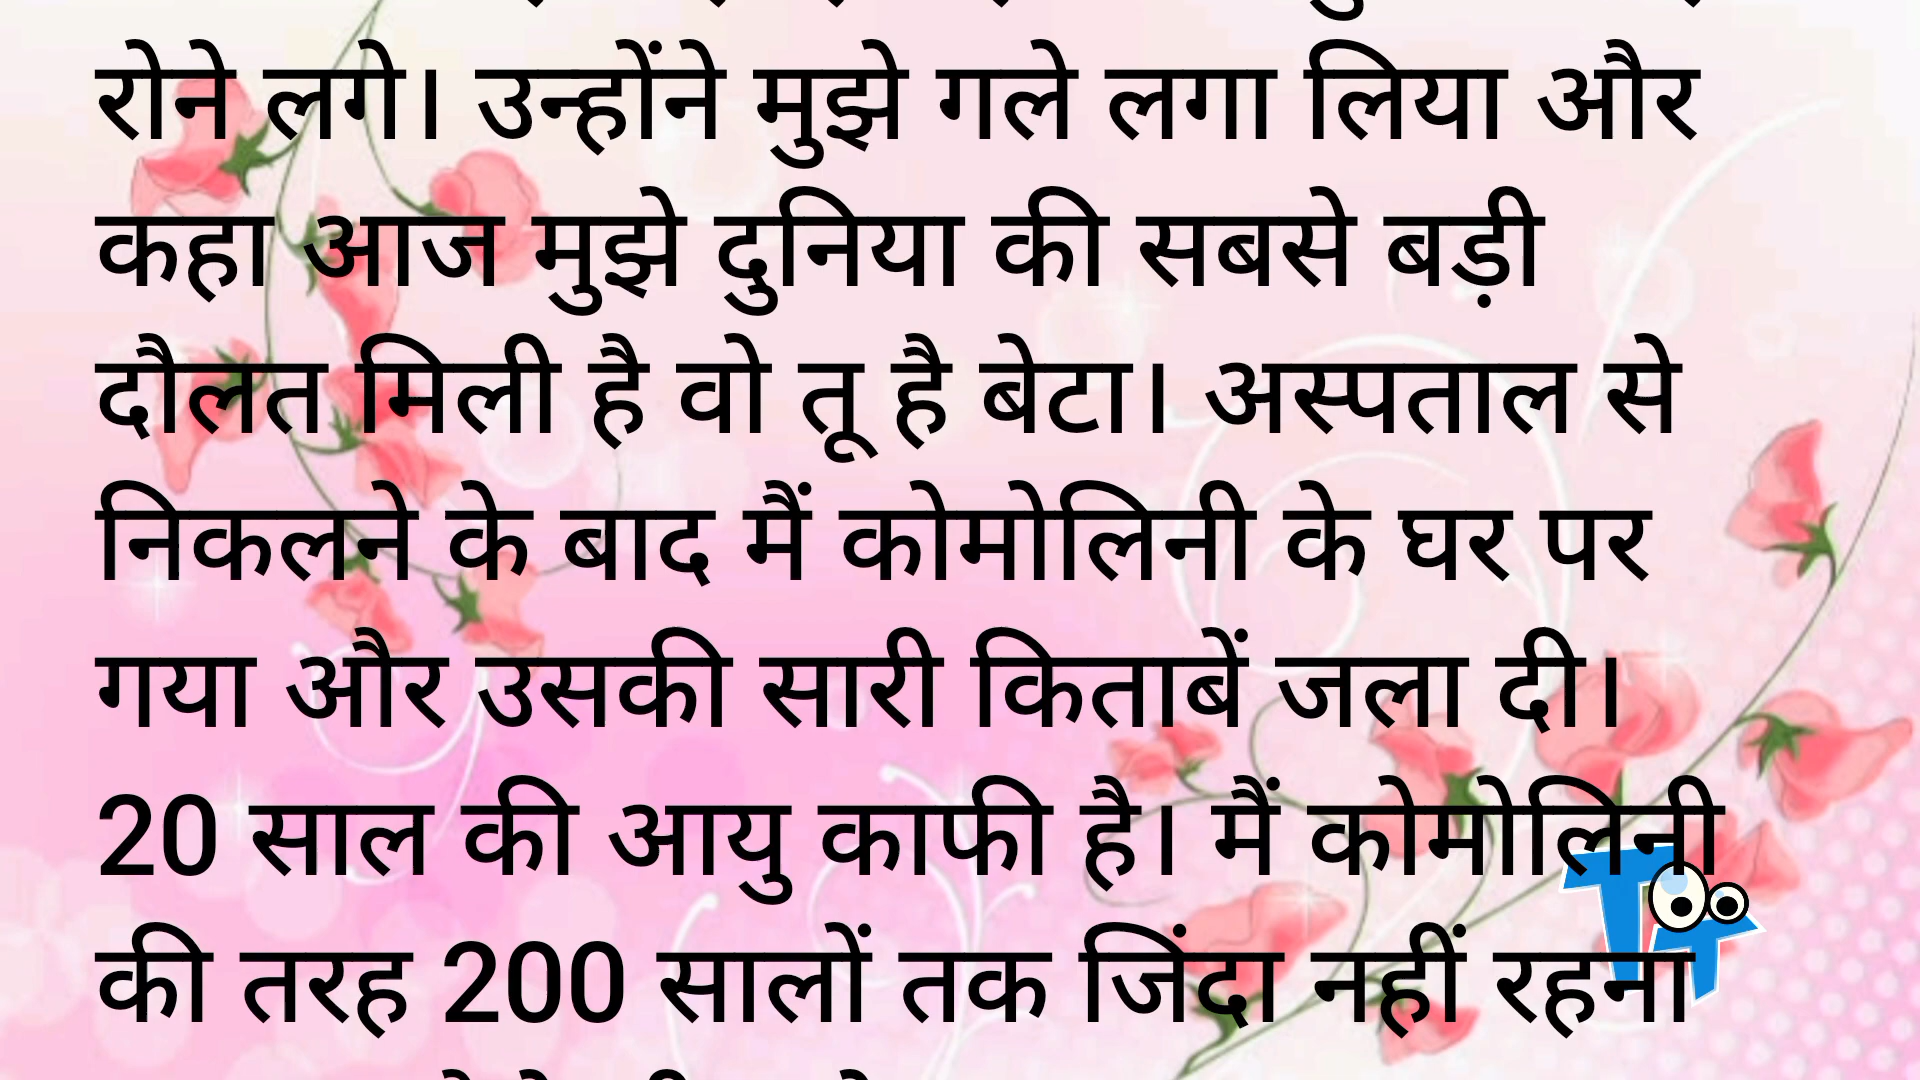 रोने लगे। उन्होंने मुझे गले लगा लिया और
कहा आज मुझे दुनिया की सबसे बड़ी
दौलत मिली है वो तू है बेटा। अस्पताल से
निकलने के बाद मैं कोमोलिनी के घर पर
गया और उसकी सारी किताबें जला दी।
20 साल की आयु काफी है। मैं कोमोलिनी
की तरह 200 सालों तक जिंदा नहीं रहना